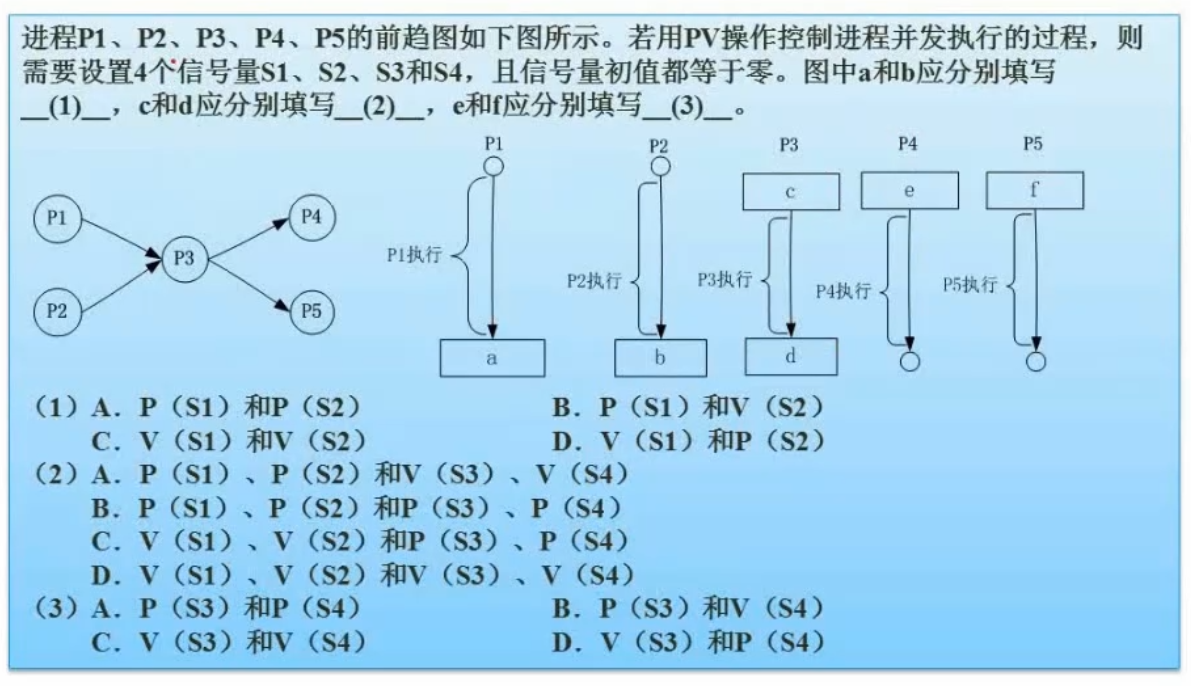 进程P1、P2、P3、P4、P5的前趋图如下图所示。若用PV操作控制进程并发执行的过程，则
需要设置4个信号量S1、S2、S3和S4，且信号量初值都等于零。图中a和b应分别填写
__(1)__，c和d应分别填写__(2)__，e和f应分别填写__(3)__。
P1 P2 P3 P4 P5
c e f
P1 P4
P3
P1执行
P2执行 P3执行 P4执行 P5执行
P2 P5
a b d
（1）A．P（S1）和P（S2） B．P（S1）和V（S2）
C．V（S1）和V（S2） D．V（S1）和P（S2）
（2）A．P（S1）、P（S2）和V（S3）、V（S4）
B．P（S1）、P（S2）和P（S3）、P（S4）
C．V（S1）、V（S2）和P（S3）、P（S4）
D．V（S1）、V（S2）和V（S3）、V（S4）
（3）A．P（S3）和P（S4） B．P（S3）和V（S4）
C．V（S3）和V（S4） D．V（S3）和P（S4）